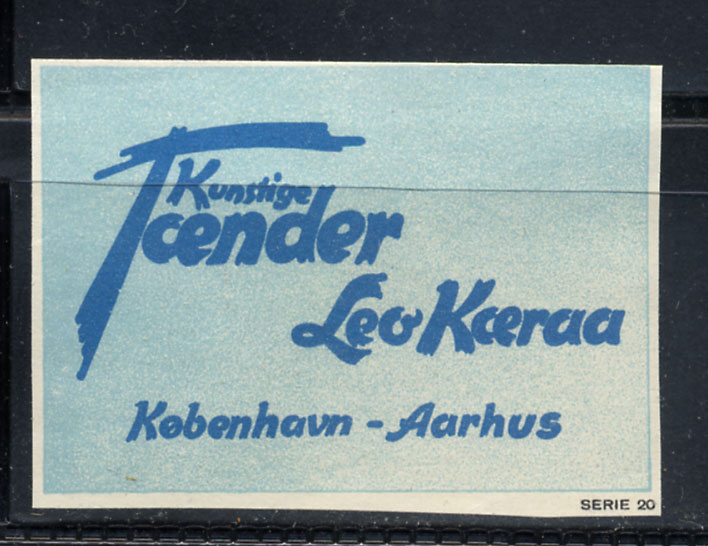 Kunstige
Tænder
Leo Kæraa
København - Aarhus
SERIE 20